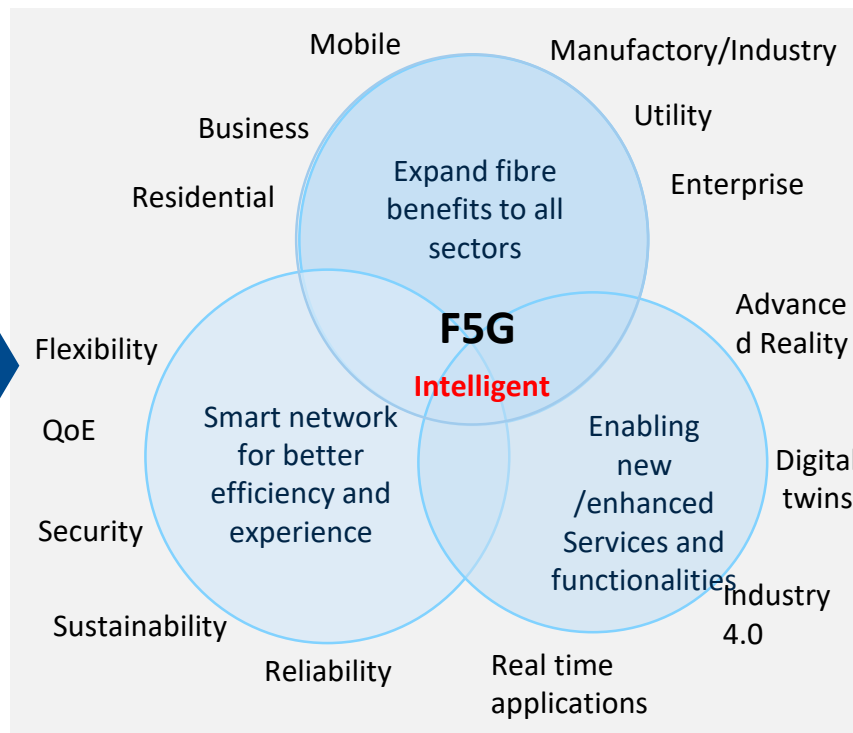 Mobile
Manufactory/Industry
Business
Utility
Residential
Enterprise
Expand fibre
benefits to all
sectors
F5G
Intelligent
Advance
d Reality
Flexibility
QoE
Smart network
for better
efficiency and
experience
Enabling
new
/enhanced
Services and
functionalities
Digital
twins
Security
Industry
4.0
Sustainability
Reliability
Real time
applications